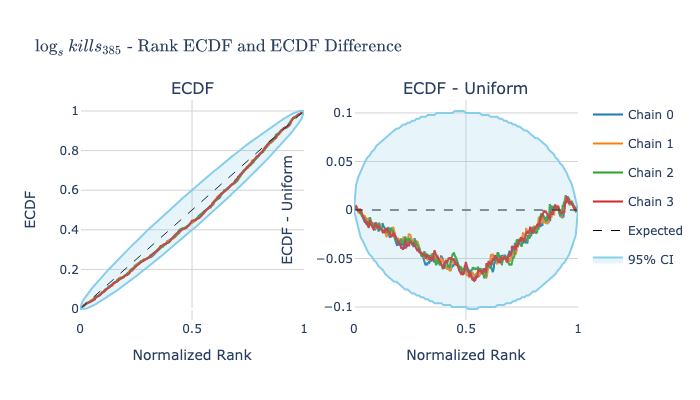 log_s kills_385 - Rank ECDF and ECDF Difference
ECDF
ECDF - Uniform
ECDF
1
0.8
0.6
0.4
0.2
0
0
0.5
1
Normalized Rank
ECDF - Uniform
0.1
0.05
0
−0.05
−0.1
0
0.5
1
Normalized Rank
Chain 0
Chain 1
Chain 2
Chain 3
Expected
95% CI